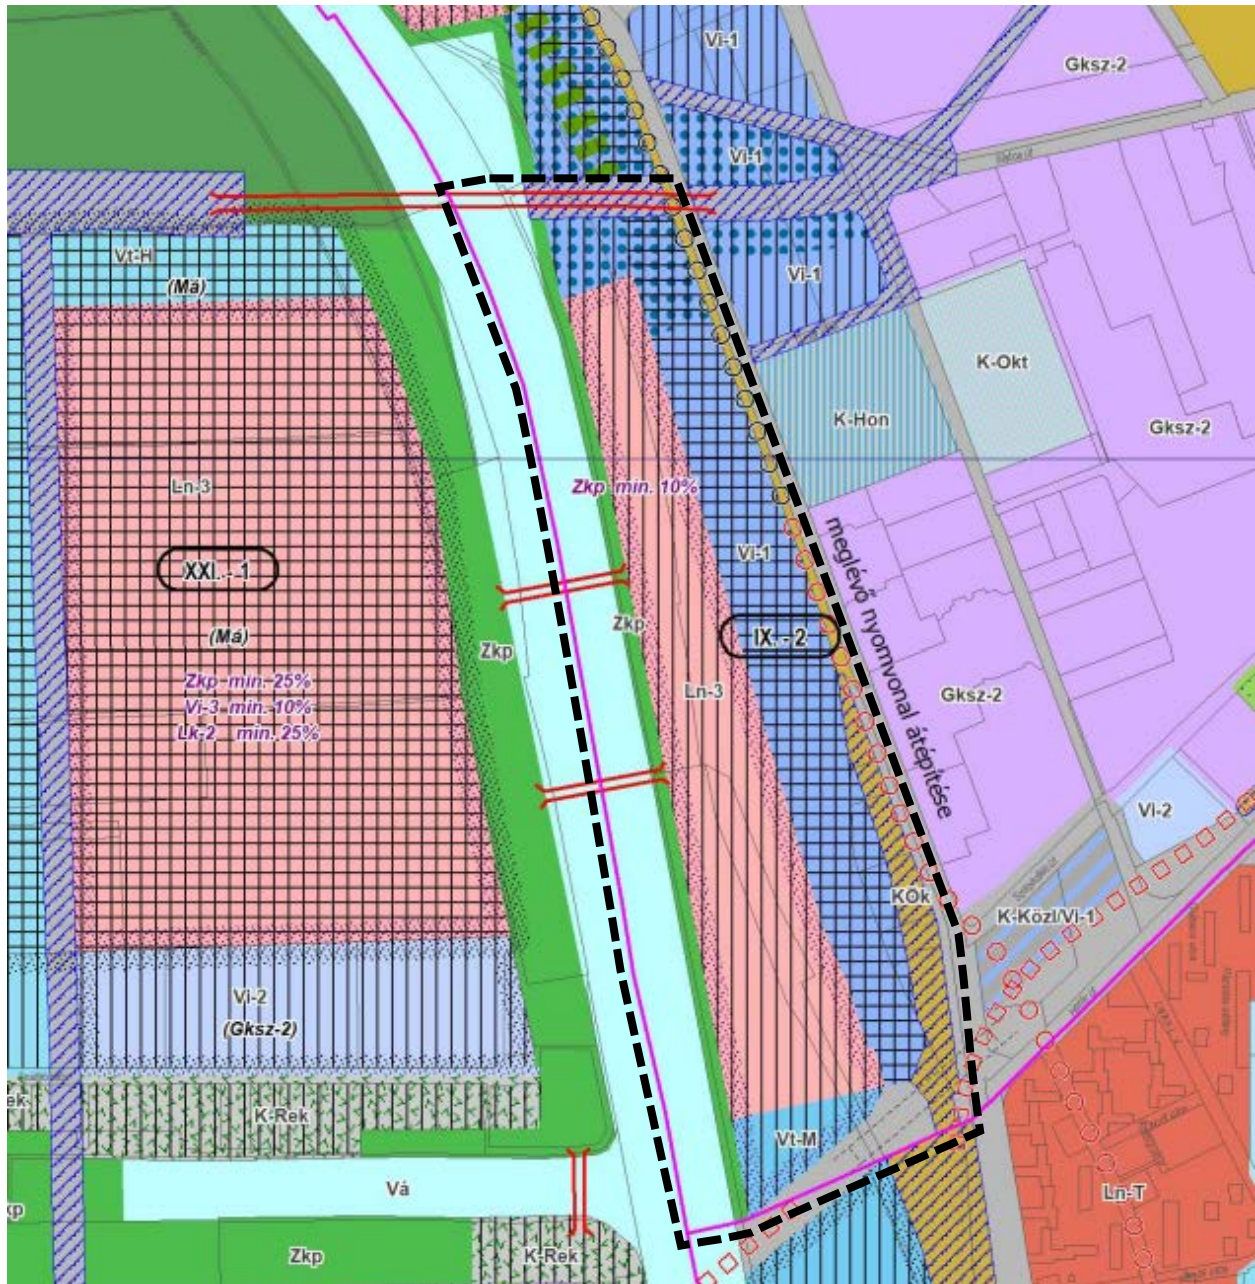 Vi-1
Gksz-2
Vi-1
Vt-H
(Má)
Vi-1
K-Okt
K-Hon
Gksz-2
Ln-3
Zkp min. 10%
Vi-1
meglévő nyomvonal átépítése
XXI. - 1
(Má)
Zkp
IX. - 2
Zkp
Zkp min. 25%
Vi-3 min. 10%
Lk-2 min. 25%
Ln-3
Gksz-2
Vi-2
KOk
K-Közl/Vi-1
Vi-2
(Gksz-2)
K-Rek
Vt-M
Vá
Ln-T
Zkp
K-Rek